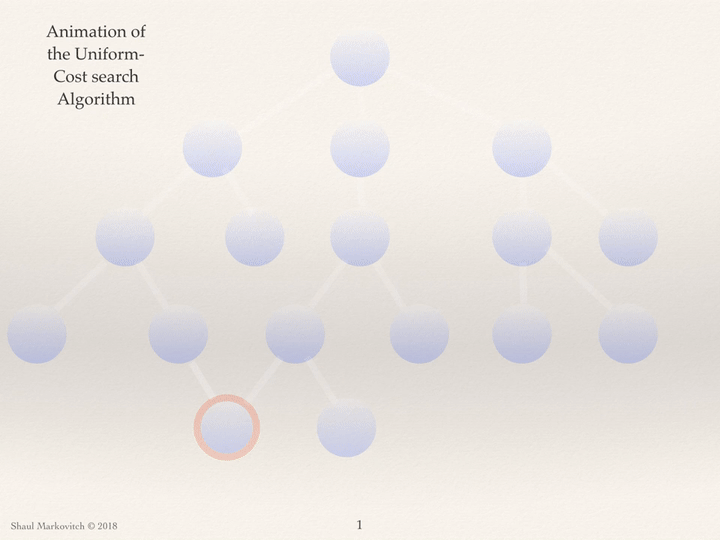 Animation of
the Uniform-
Cost search
Algorithm
Shaul Markovitch © 2018
1